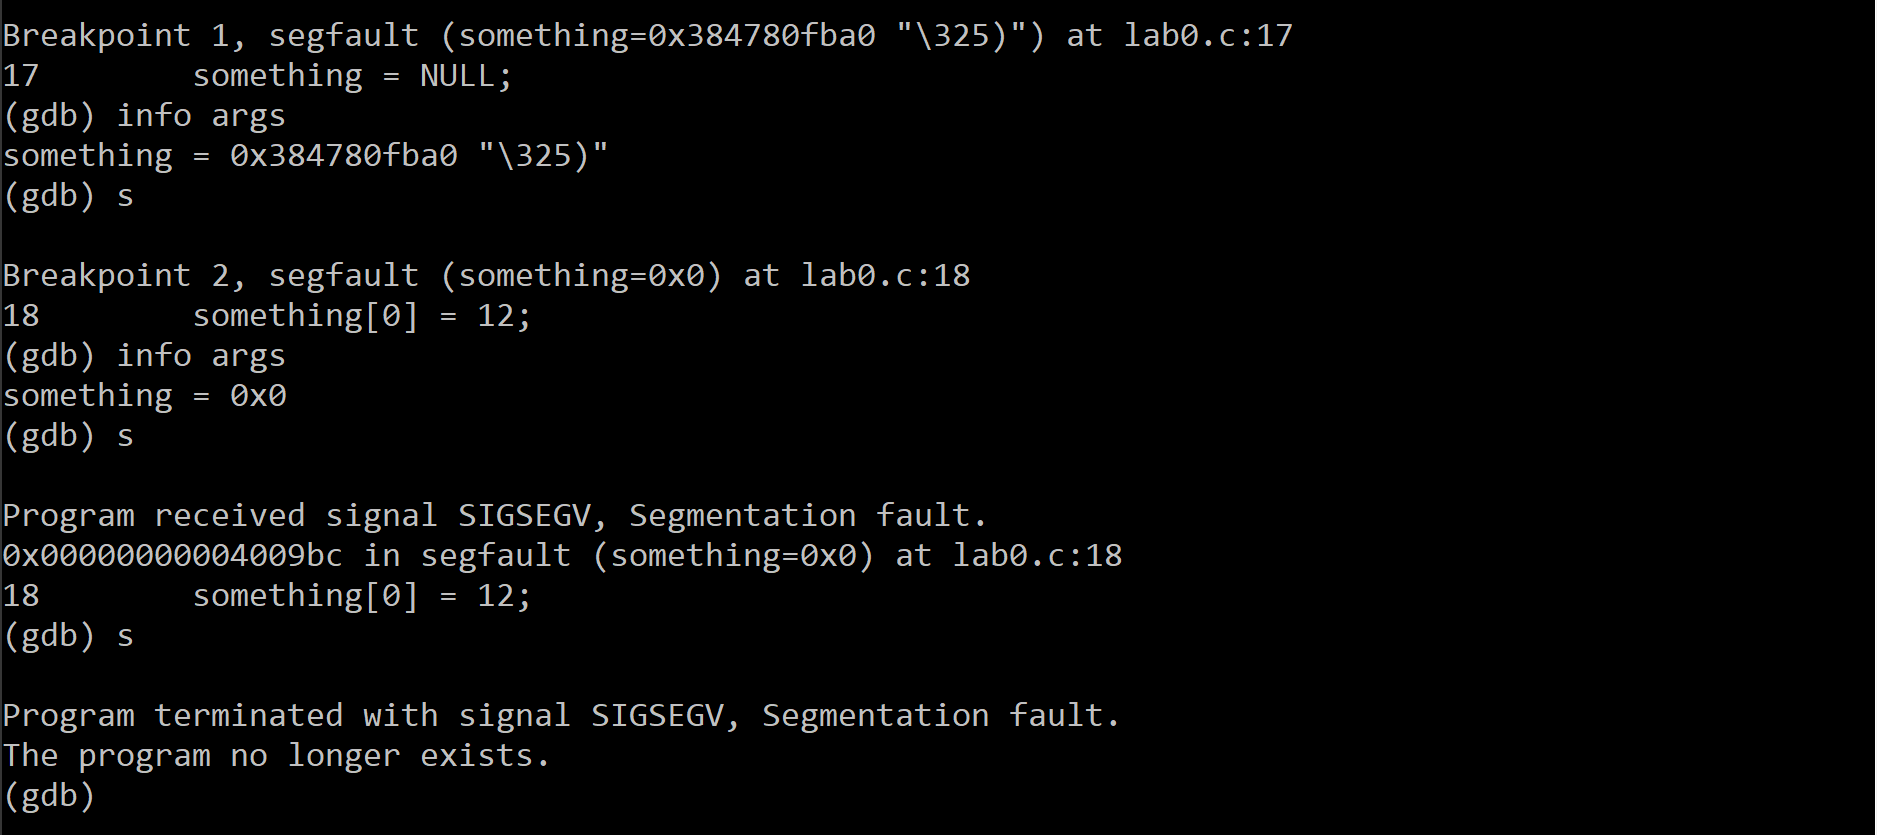 Breakpoint 1, segfault (something=0x384780fba0 "\325)") at lab0.c:17
17        something = NULL;
(gdb) info args
something = 0x384780fba0 "\325)"
(gdb) s
Breakpoint 2, segfault (something=0x0) at lab0.c:18
18        something[0] = 12;
(gdb) info args
something = 0x0
(gdb) s
Program received signal SIGSEGV, Segmentation fault.
0x00000000004009bc in segfault (something=0x0) at lab0.c:18
18        something[0] = 12;
(gdb) s
Program terminated with signal SIGSEGV, Segmentation fault.
The program no longer exists.
(gdb)